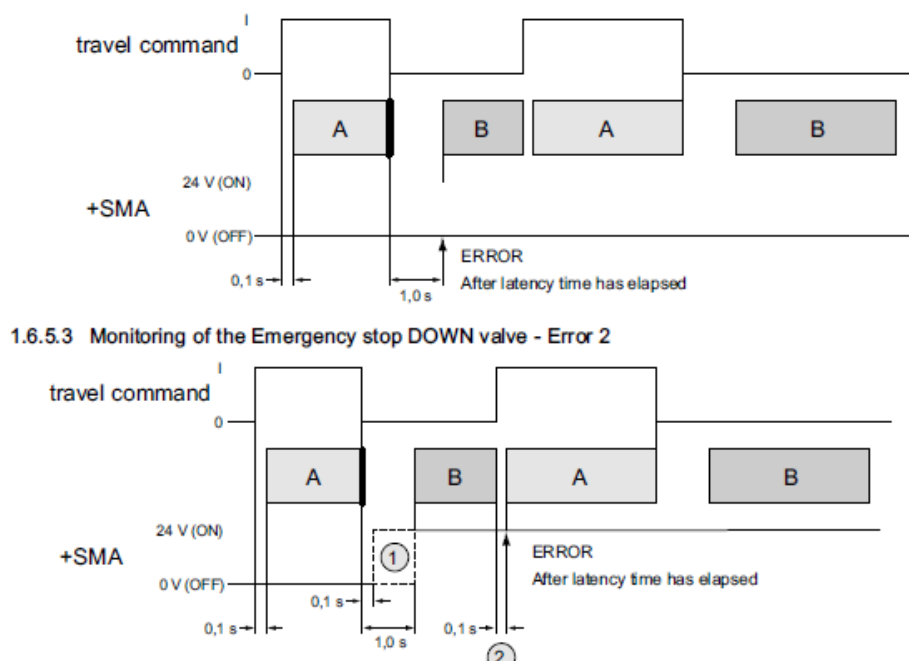 I
travel command
0
A
B
A
B
24 V (ON)
+SMA
0 V (OFF)
ERROR
0,1 s
After latency time has elapsed
1,0 s
1.6.5.3 Monitoring of the Emergency stop DOWN valve - Error 2
I
travel command
0
A
B
A
B
24 V (ON)
+SMA
1
ERROR
0 V (OFF)
After latency time has elapsed
0,1 s
0,1 s
0,1 s
1,0 s
2